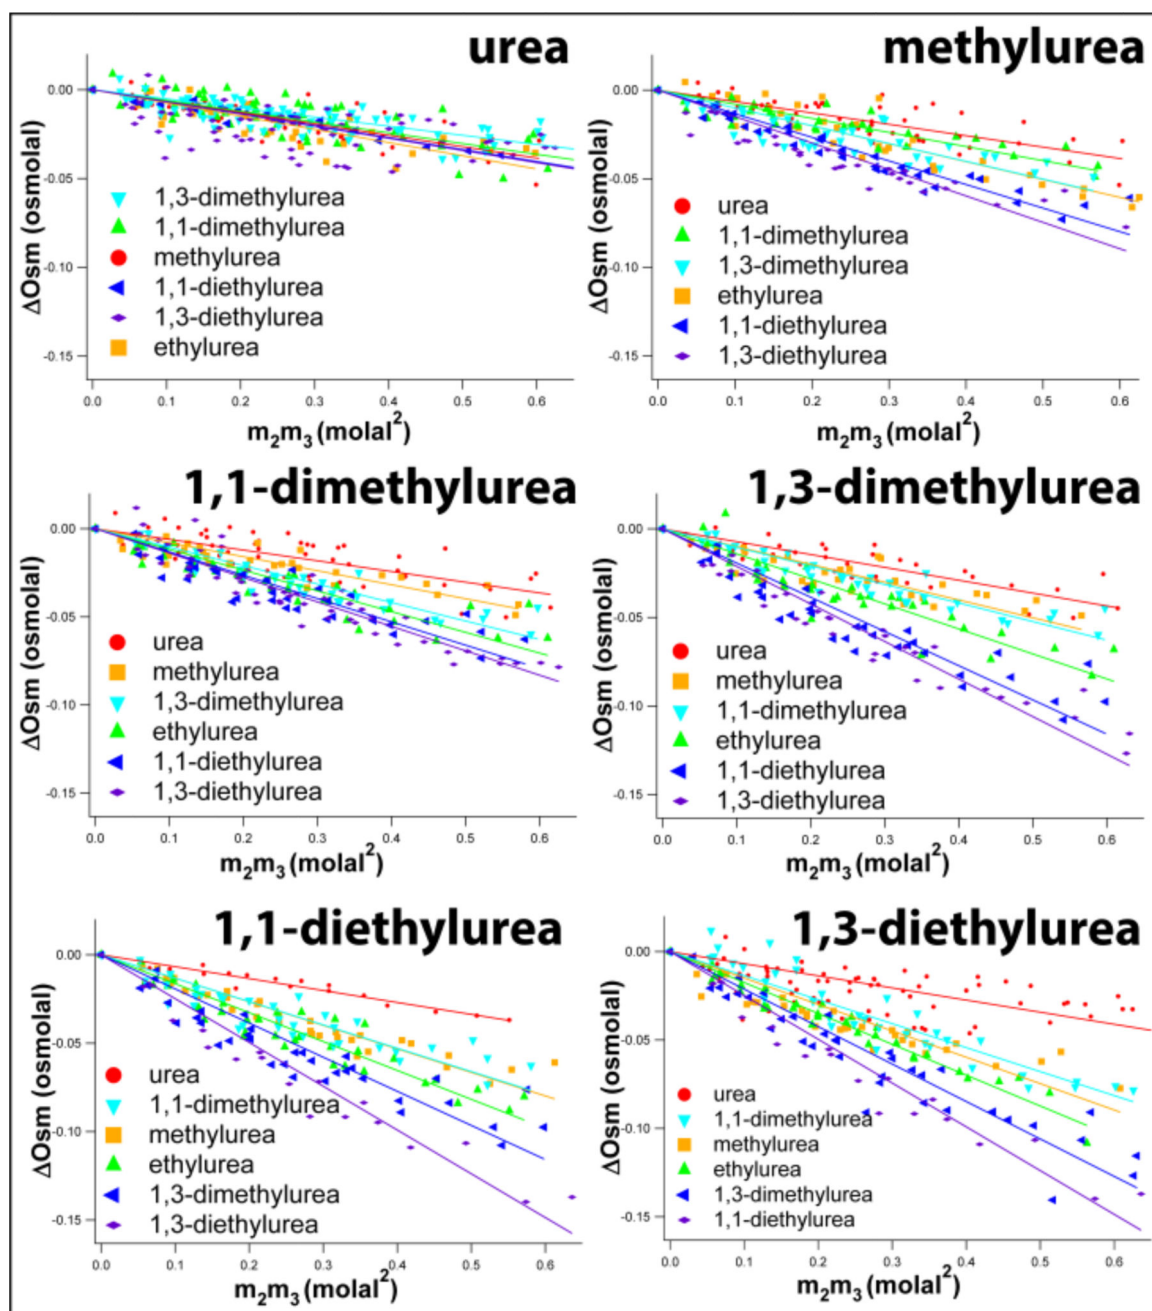 urea
ΔOsm (osmolal)
0.00
-0.05
-0.10
-0.15
1,3-dimethylurea
1,1-dimethylurea
methylurea
1,1-diethylurea
1,3-diethylurea
ethylurea
0.0 0.1 0.2 0.3 0.4 0.5 0.6
m₂m₃ (molal²)
methylurea
ΔOsm (osmolal)
0.00
-0.05
-0.10
-0.15
urea
1,1-dimethylurea
1,3-dimethylurea
ethylurea
1,1-diethylurea
1,3-diethylurea
0.0 0.1 0.2 0.3 0.4 0.5 0.6
m₂m₃ (molal²)
1,1-dimethylurea
ΔOsm (osmolal)
0.00
-0.05
-0.10
-0.15
urea
methylurea
1,3-dimethylurea
ethylurea
1,1-diethylurea
1,3-diethylurea
0.0 0.1 0.2 0.3 0.4 0.5 0.6
m₂m₃ (molal²)
1,3-dimethylurea
ΔOsm (osmolal)
0.00
-0.05
-0.10
-0.15
urea
methylurea
1,1-dimethylurea
ethylurea
1,1-diethylurea
1,3-diethylurea
0.0 0.1 0.2 0.3 0.4 0.5 0.6
m₂m₃ (molal²)
1,1-diethylurea
ΔOsm (osmolal)
0.00
-0.05
-0.10
-0.15
urea
1,1-dimethylurea
methylurea
ethylurea
1,3-dimethylurea
1,3-diethylurea
0.0 0.1 0.2 0.3 0.4 0.5 0.6
m₂m₃ (molal²)
1,3-diethylurea
ΔOsm (osmolal)
0.00
-0.05
-0.10
-0.15
urea
1,1-dimethylurea
methylurea
ethylurea
1,3-dimethylurea
1,1-diethylurea
0.0 0.1 0.2 0.3 0.4 0.5 0.6
m₂m₃ (molal²)